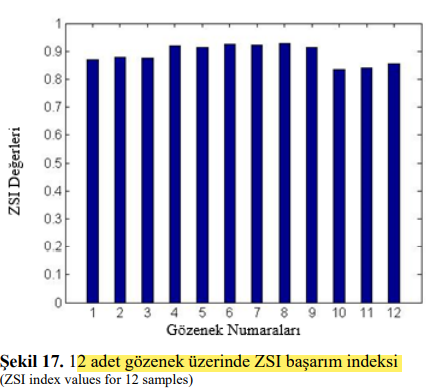 1
0.9
0.8
0.7
0.6
0.5
0.4
0.3
0.2
0.1
0
ZSI Değerleri
1 2 3 4 5 6 7 8 9 10 11 12
Gözenek Numaraları
Şekil 17. 12 adet gözenek üzerinde ZSI başarım indeksi
(ZSI index values for 12 samples)